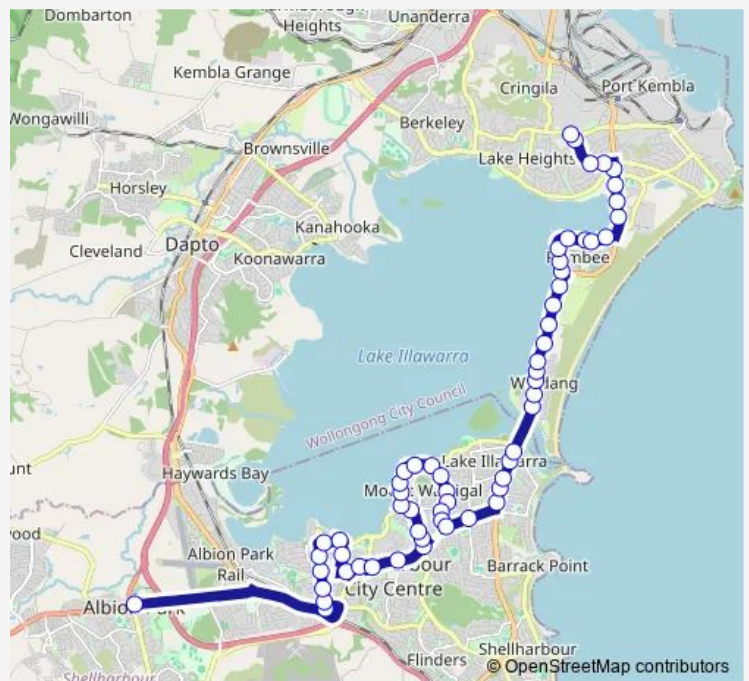 Dombarton
Heights
Unanderra
Kembla Grange
Cringila
Port Kembla
Wongawilli
Berkeley
Brownsville
Lake Heights
Horsley
Kanahooka
Dapto
Cleveland
Koonawarra
Lake Illawarra
Wollongong City Council
Haywards Bay
Lake Illawarra
Albion Park
Rail
Barrack Point
City Centre
Flinders
Shellharbour
Shellharbour
© OpenStreetMap contributors